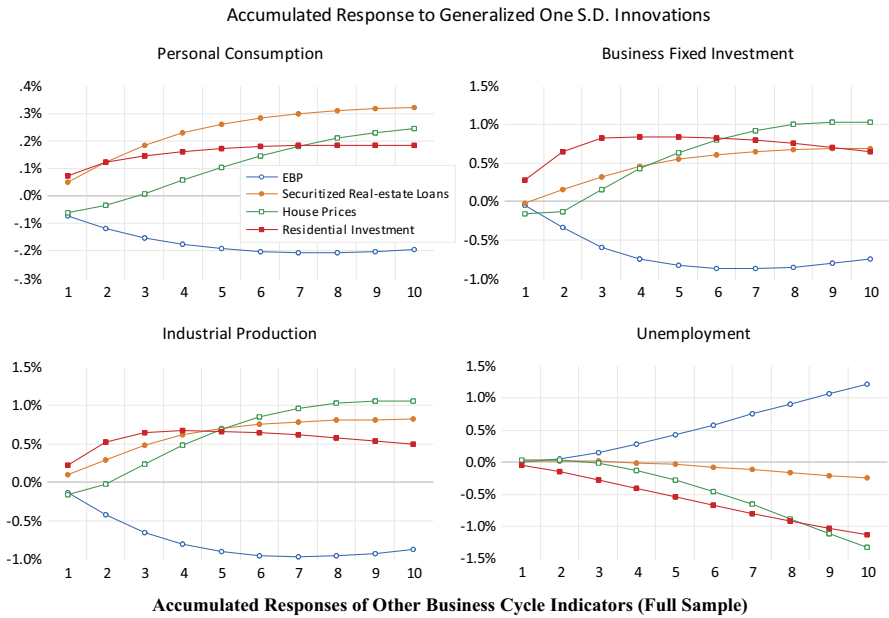 Accumulated Response to Generalized One S.D. Innovations
Personal Consumption
.4%
.3%
.2%
.1%
.0%
-.1%
-.2%
-.3%
EBP
Securitized Real-estate Loans
House Prices
Residential Investment
1 2 3 4 5 6 7 8 9 10
Business Fixed Investment
1.5%
1.0%
0.5%
0.0%
-0.5%
-1.0%
1 2 3 4 5 6 7 8 9 10
Industrial Production
1.5%
1.0%
0.5%
0.0%
-0.5%
-1.0%
1 2 3 4 5 6 7 8 9 10
Unemployment
1.5%
1.0%
0.5%
0.0%
-0.5%
-1.0%
-1.5%
1 2 3 4 5 6 7 8 9 10
Accumulated Responses of Other Business Cycle Indicators (Full Sample)